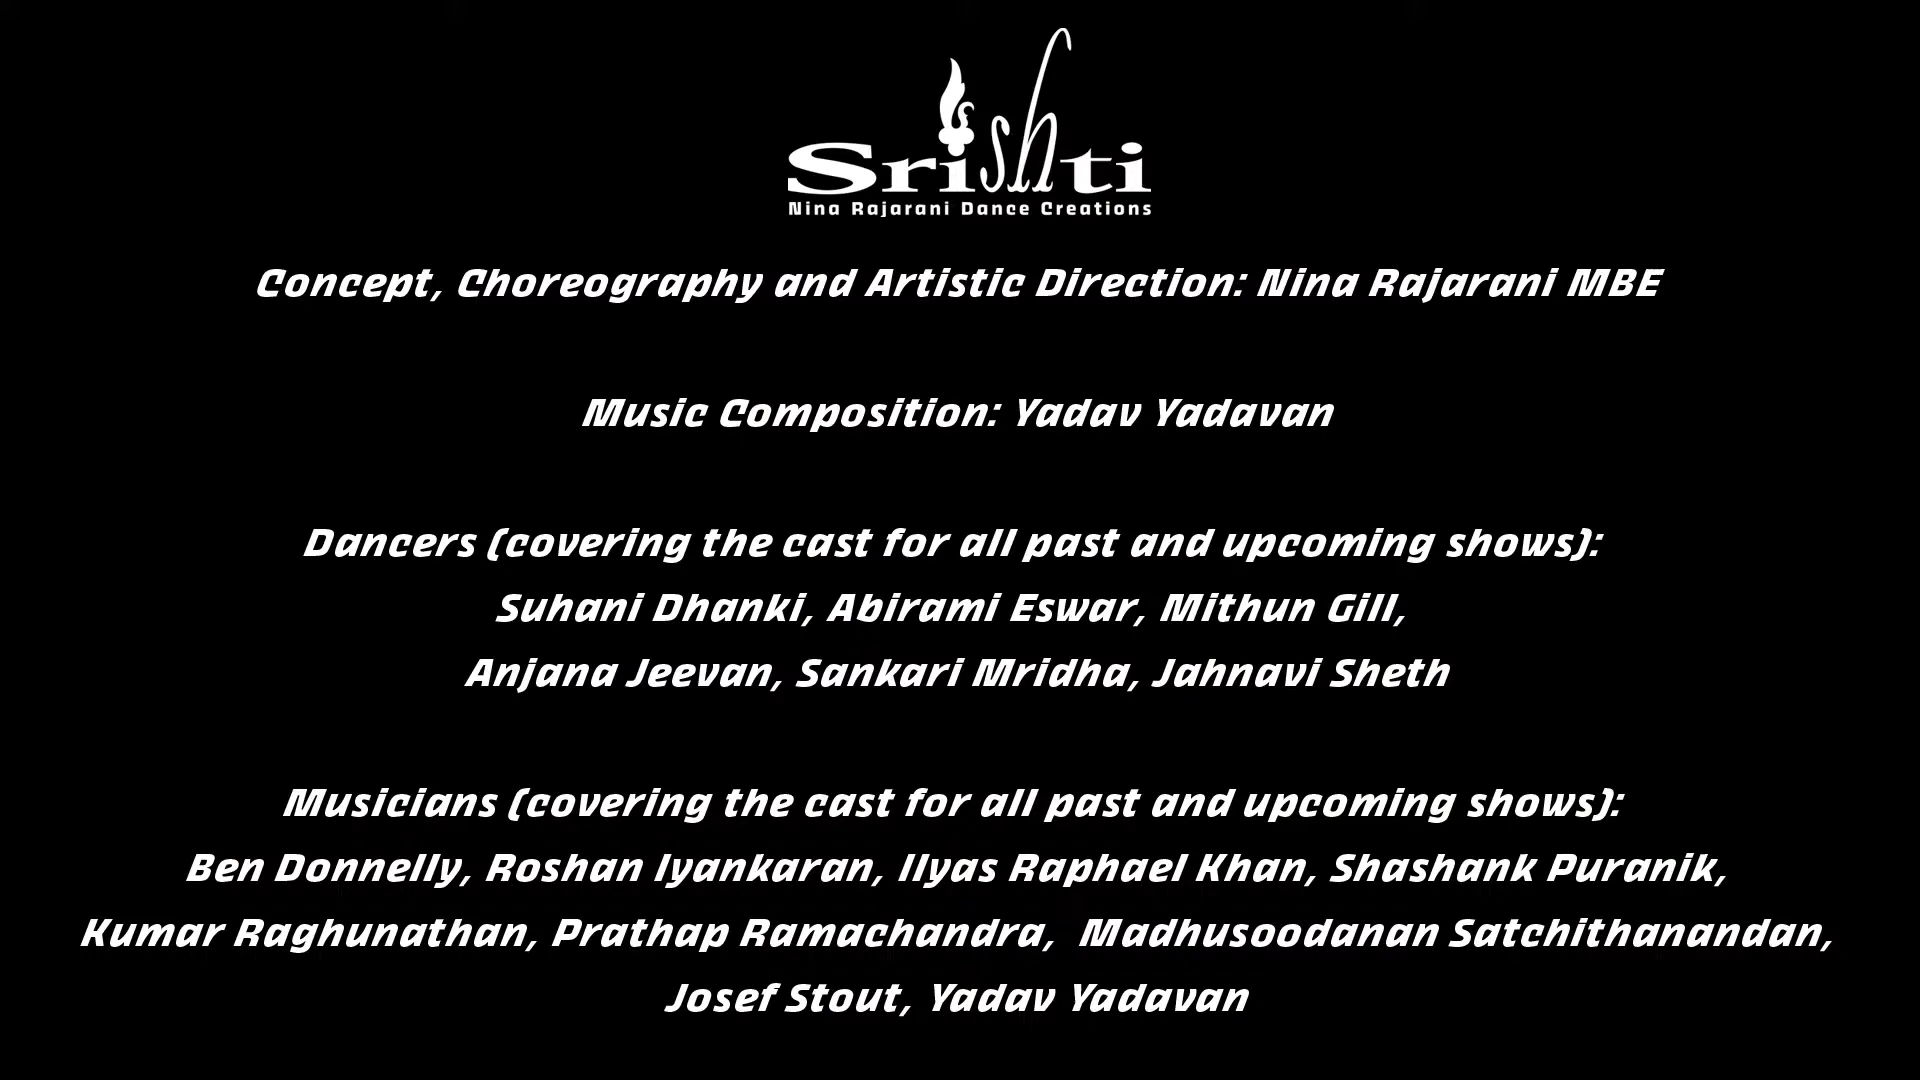 Srishti
Nina Rajarani Dance Creations
Concept, Choreography and Artistic Direction: Nina Rajarani MBE
Music Composition: Yadav Yadavan
Dancers (covering the cast for all past and upcoming shows):
Suhani Dhanki, Abirami Eswar, Mithun Gill,
Anjana Jeevan, Sankari Mridha, Jahnavi Sheth
Musicians (covering the cast for all past and upcoming shows):
Ben Donnelly, Roshan Iyankaran, Ilyas Raphael Khan, Shashank Puranik,
Kumar Raghunathan, Prathap Ramachandra,  Madhusoodanan Satchithanandan,
Josef Stout, Yadav Yadavan